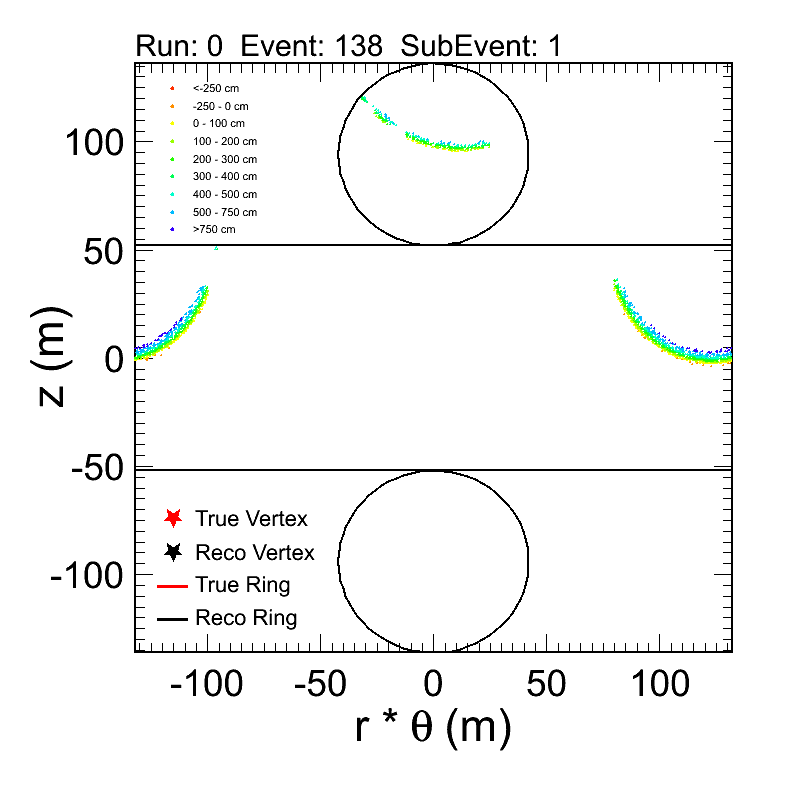 Run: 0 Event: 138 SubEvent: 1
<-250 cm
-250 - 0 cm
0 - 100 cm
100 - 200 cm
200 - 300 cm
300 - 400 cm
400 - 500 cm
500 - 750 cm
>750 cm
100
50
0
-50
-100
z (m)
True Vertex
Reco Vertex
True Ring
Reco Ring
-100 -50 0 50 100
r * θ (m)